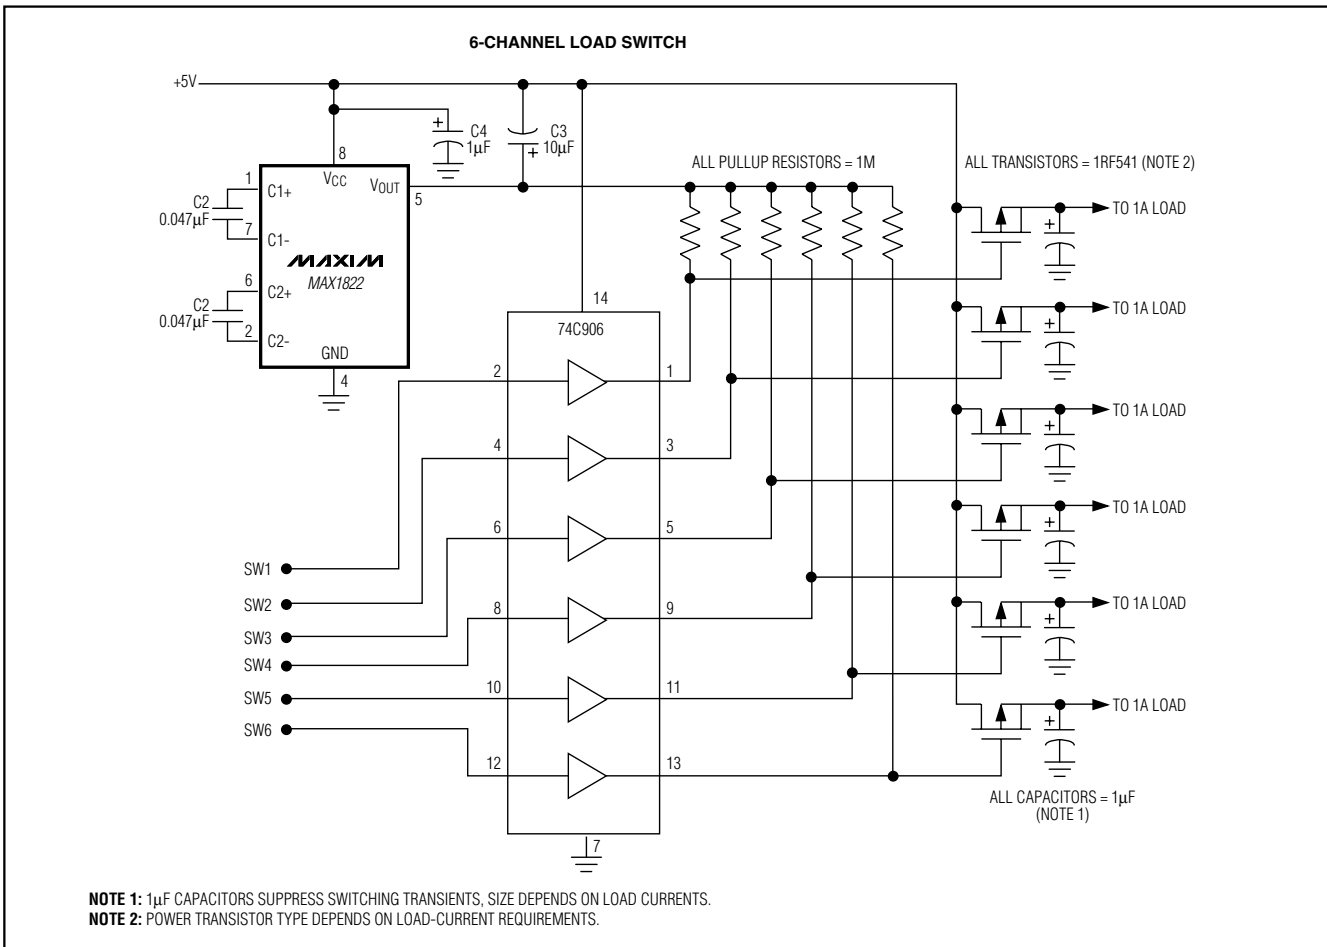 6-CHANNEL LOAD SWITCH
+5V
+
C4
1µF
C3
10µF
+
8
VCC
VOUT
5
1
C1+
C2
0.047µF
7
C1-
MAXIM
MAX1822
6
C2+
C2
0.047µF
2
C2-
GND
4
ALL PULLUP RESISTORS = 1M
ALL TRANSISTORS = 1RF541 (NOTE 2)
+
TO 1A LOAD
+
TO 1A LOAD
+
TO 1A LOAD
+
TO 1A LOAD
+
TO 1A LOAD
+
TO 1A LOAD
14
74C906
2
1
4
3
6
5
8
9
10
11
12
13
7
SW1
SW2
SW3
SW4
SW5
SW6
ALL CAPACITORS = 1µF
(NOTE 1)
NOTE 1: 1µF CAPACITORS SUPPRESS SWITCHING TRANSIENTS, SIZE DEPENDS ON LOAD CURRENTS.
NOTE 2: POWER TRANSISTOR TYPE DEPENDS ON LOAD-CURRENT REQUIREMENTS.